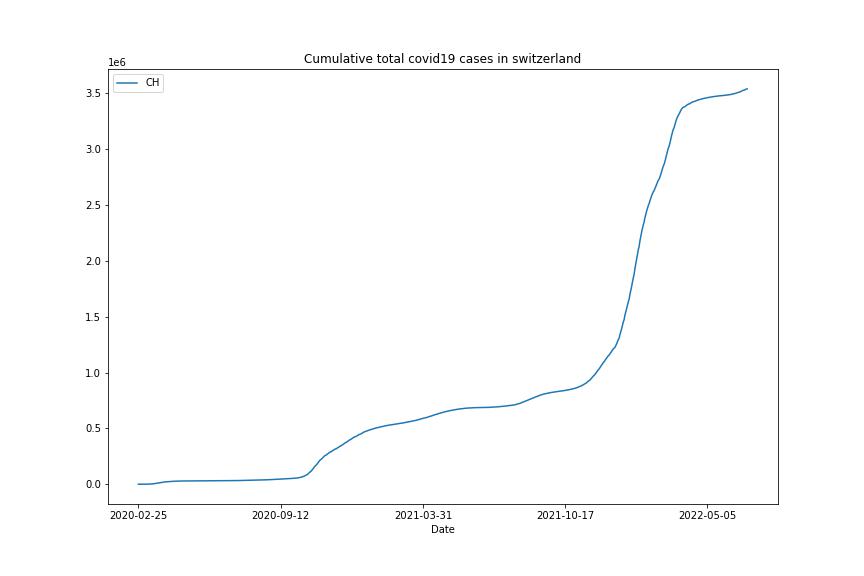 Cumulative total covid19 cases in switzerland
1e6
CH
3.5
3.0
2.5
2.0
1.5
1.0
0.5
0.0
2020-02-25 2020-09-12 2021-03-31 2021-10-17 2022-05-05
Date